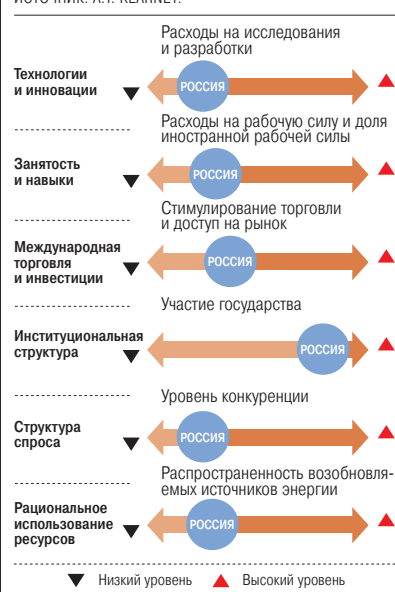 ИСТОЧНИК: A.T. KEARNEY.
Расходы на исследования
и разработки
Технологии
и инновации
РОССИЯ
Расходы на рабочую силу и доля
иностранной рабочей силы
Занятость
и навыки
РОССИЯ
Стимулирование торговли
и доступ на рынок
Международная
торговля
и инвестиции
РОССИЯ
Участие государства
Институциональная
структура
РОССИЯ
Уровень конкуренции
Структура
спроса
РОССИЯ
Распространенность возобновля-
емых источников энергии
Рациональное
использование
ресурсов
РОССИЯ
Низкий уровень Высокий уровень